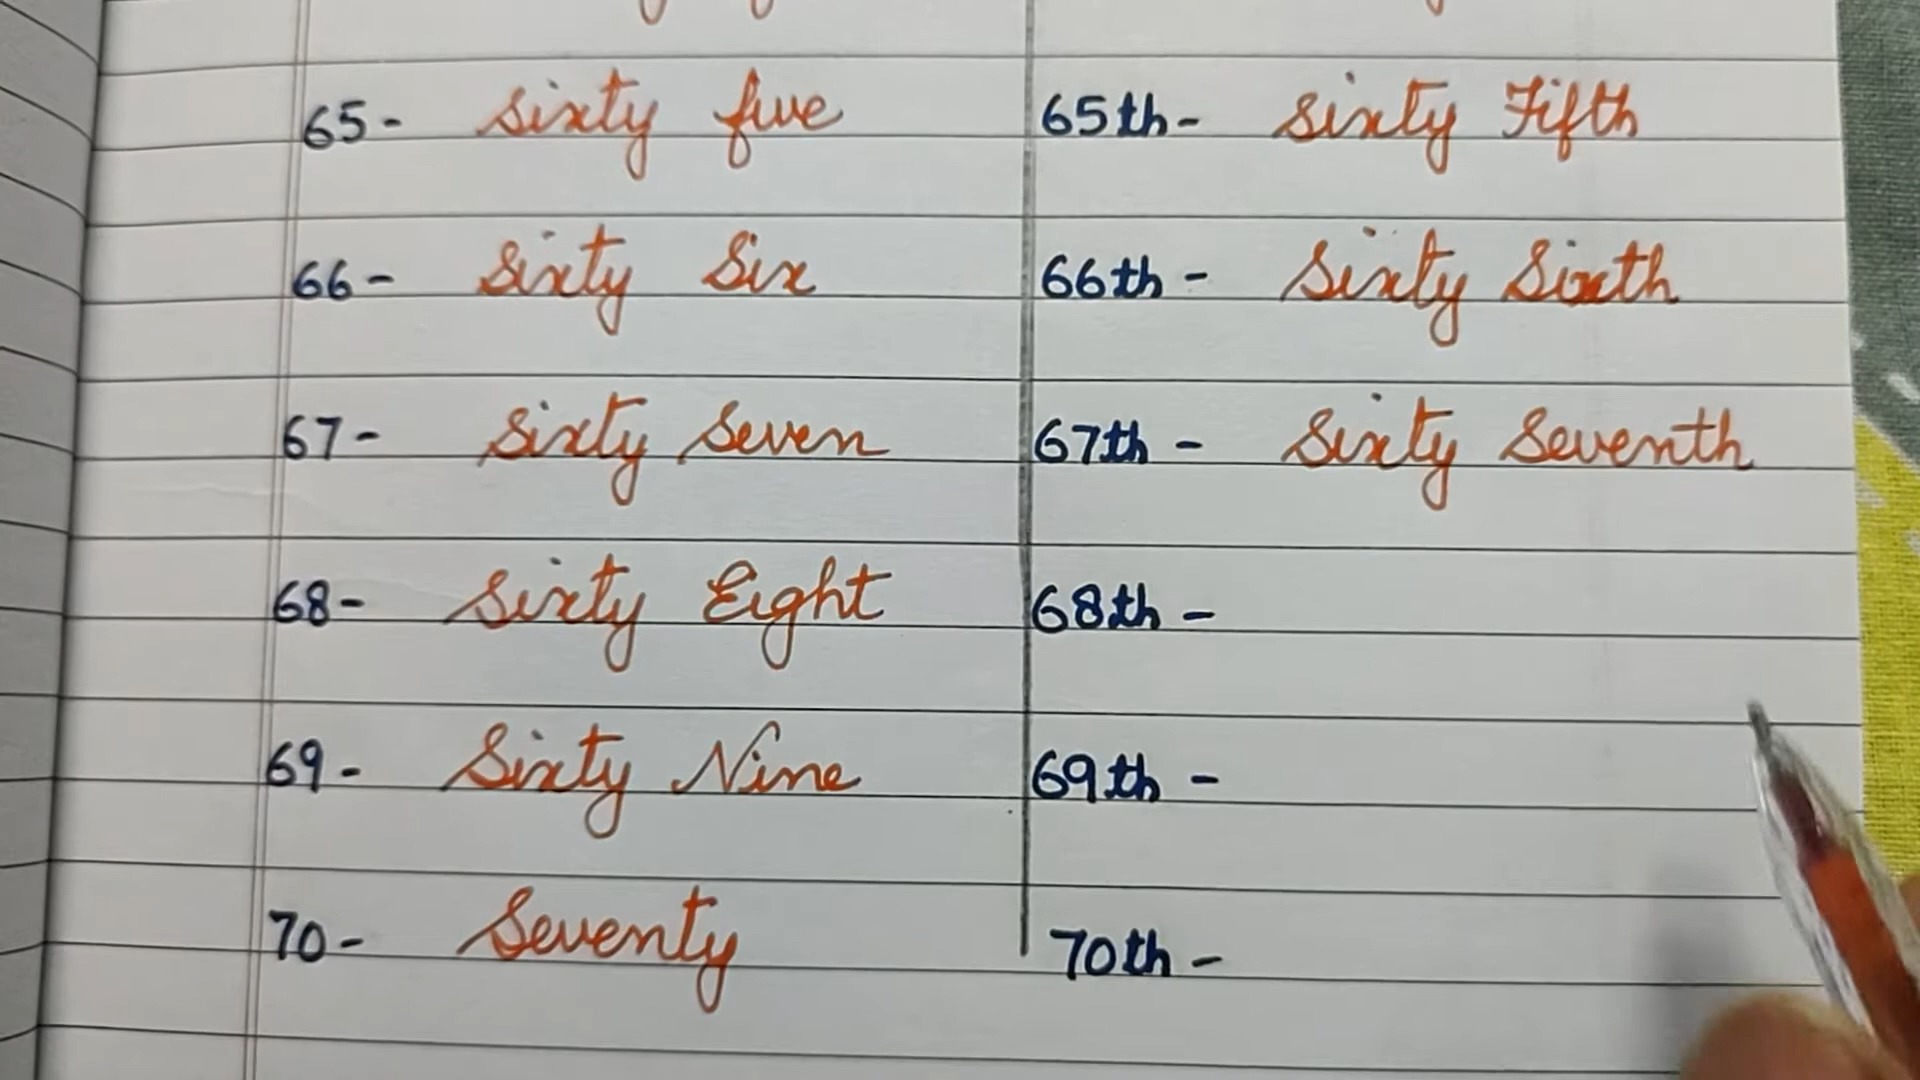 65- sixty five 65th- sixty Fifth
66- sixty Six 66th- sixty Sixth
67- sixty Seven 67th- sixty Seventh
68- sixty Eight 68th-
69- Sixty Nine 69th-
70- Seventy 70th-